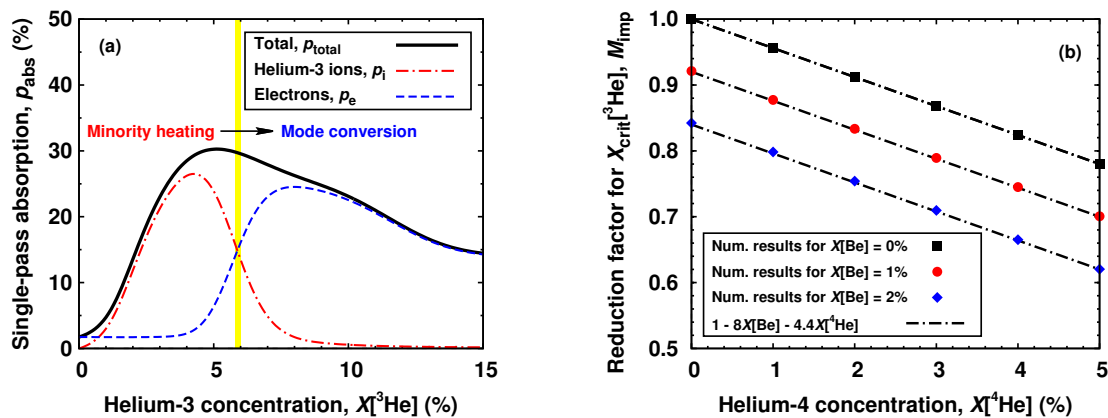 50
40
30
20
10
0
0
5
10
15
Single-pass absorption, pabs (%)
Helium-3 concentration, X[³He] (%)
(a)
Total, ptotal
Helium-3 ions, pi
Electrons, pe
Minority heating
Mode conversion
1.0
0.9
0.8
0.7
0.6
0.5
0
1
2
3
4
5
Reduction factor for Xcrit[³He], Mimp
Helium-4 concentration, X[⁴He] (%)
(b)
Num. results for X[Be] = 0%
Num. results for X[Be] = 1%
Num. results for X[Be] = 2%
1 - 8X[Be] - 4.4X[⁴He]